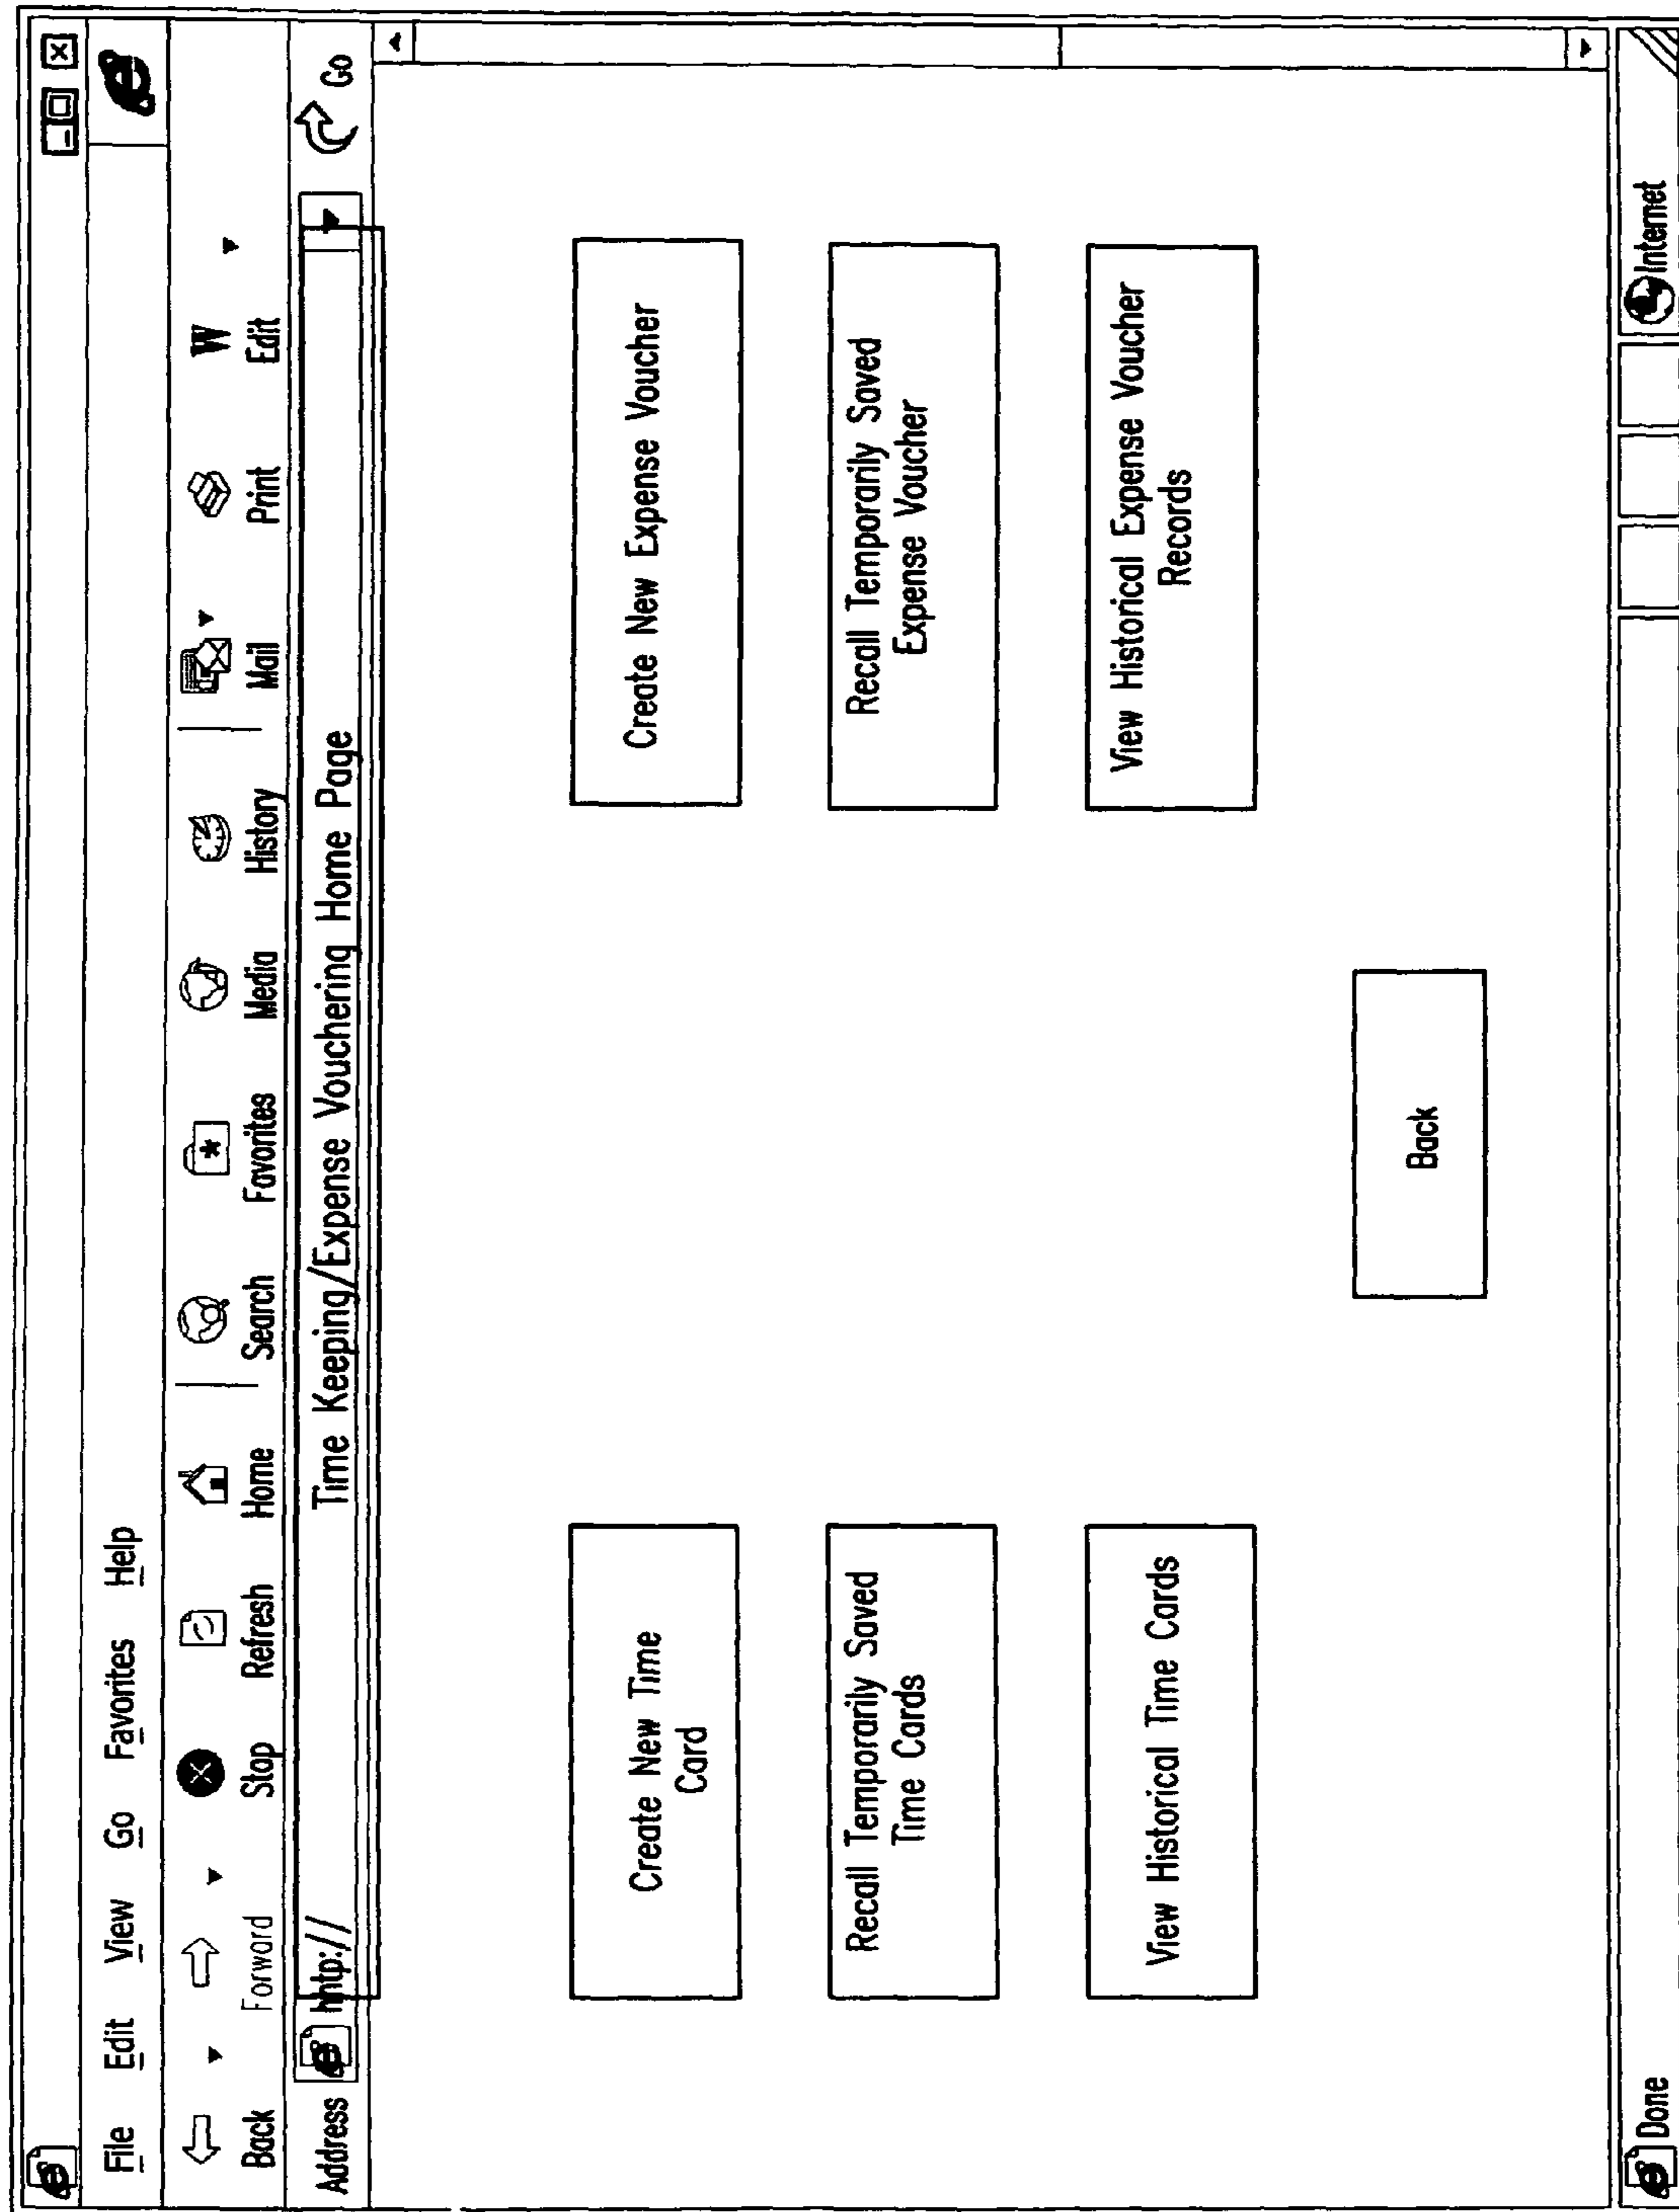 File Edit View Go Favorites Help
Back Forward Stop Refresh Home Search Favorites Media History Mail Print Edit
Address http:// Go
Time Keeping/Expense Vouchering Home Page
Create New Time
Card
Create New Expense Voucher
Recall Temporarily Saved
Time Cards
Recall Temporarily Saved
Expense Voucher
View Historical Time Cards
View Historical Expense Voucher
Records
Back
Done Internet